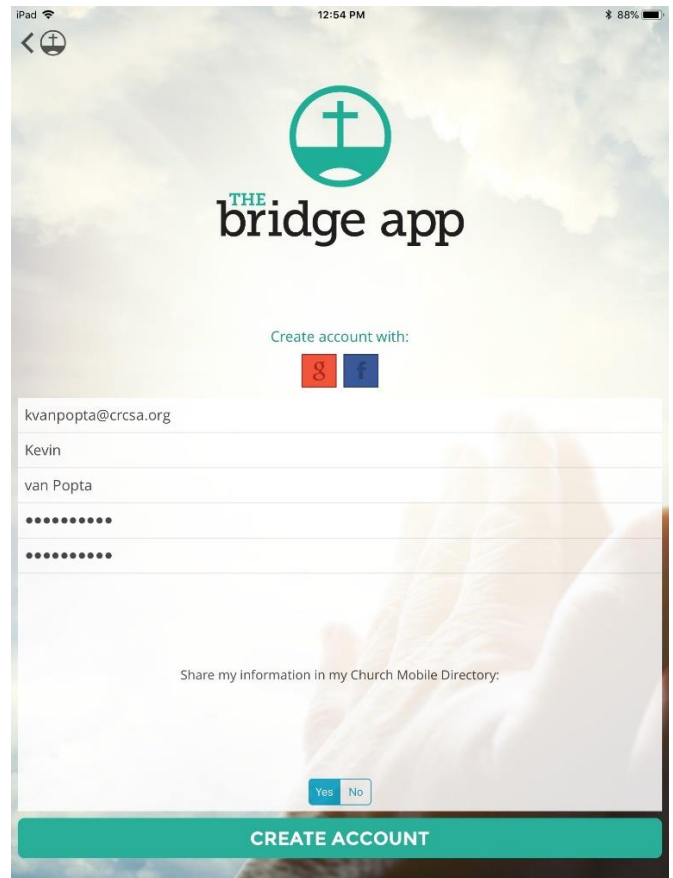 iPad 12:54 PM 88%
THE
bridge app
Create account with:
g f
kvanpopta@crcsa.org
Kevin
van Popta
••••••••••
••••••••••
Share my information in my Church Mobile Directory:
Yes No
CREATE ACCOUNT